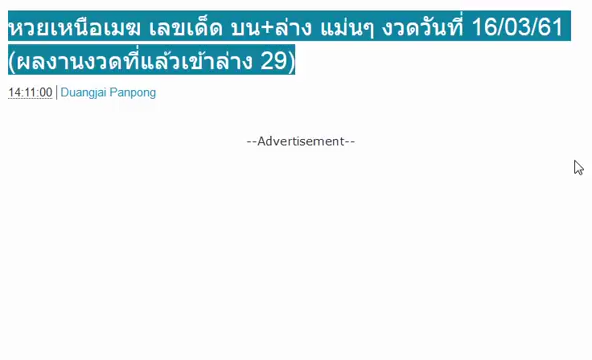 หวยเหนือเมฆ เลขเด็ด บน+ล่าง แม่นๆ งวดวันที่ 16/03/61
(ผลงานงวดที่แล้วเข้าล่าง 29)
14:11:00 Duangjai Panpong
--Advertisement--